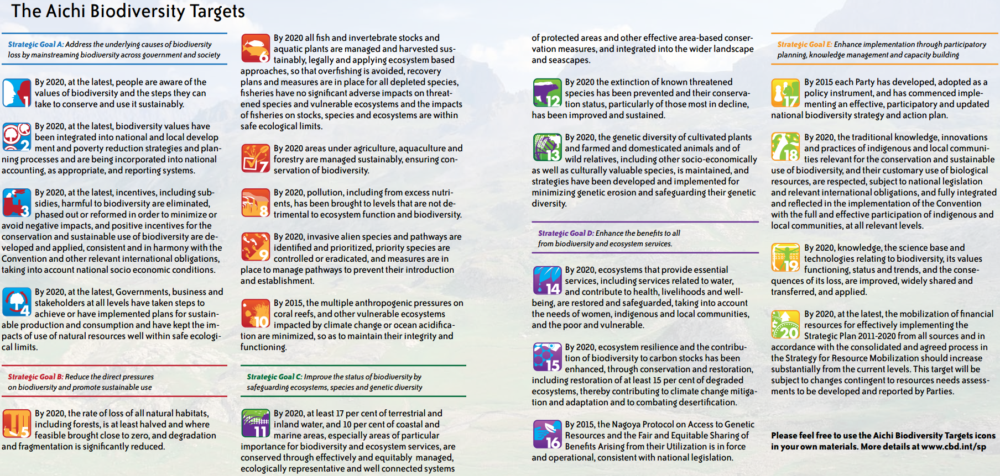 The Aichi Biodiversity Targets
Strategic Goal A: Address the underlying causes of biodiversity
loss by mainstreaming biodiversity across government and society
By 2020, at the latest, people are aware of the
values of biodiversity and the steps they can
take to conserve and use it sustainably.
1
By 2020, at the latest, biodiversity values have
been integrated into national and local develop
ment and poverty reduction strategies and plan-
2
ning processes and are being incorporated into national
accounting, as appropriate, and reporting systems.
By 2020, at the latest, incentives, including sub-
sidies, harmful to biodiversity are eliminated,
phased out or reformed in order to minimize or
3
avoid negative impacts, and positive incentives for the
conservation and sustainable use of biodiversity are de-
veloped and applied, consistent and in harmony with the
Convention and other relevant international obligations,
taking into account national socio economic conditions.
By 2020, at the latest, Governments, business and
stakeholders at all levels have taken steps to
achieve or have implemented plans for sustain-
4
able production and consumption and have kept the im-
pacts of use of natural resources well within safe ecologi-
cal limits.
Strategic Goal B: Reduce the direct pressures
on biodiversity and promote sustainable use
By 2020, the rate of loss of all natural habitats,
including forests, is at least halved and where
feasible brought close to zero, and degradation
5
and fragmentation is significantly reduced.
By 2020 all fish and invertebrate stocks and
aquatic plants are managed and harvested sus-
tainably, legally and applying ecosystem based
6
approaches, so that overfishing is avoided, recovery
plans and measures are in place for all depleted species,
fisheries have no significant adverse impacts on threat-
ened species and vulnerable ecosystems and the impacts
of fisheries on stocks, species and ecosystems are within
safe ecological limits.
By 2020 areas under agriculture, aquaculture and
forestry are managed sustainably, ensuring con-
servation of biodiversity.
7
By 2020, pollution, including from excess nutri-
ents, has been brought to levels that are not de-
trimental to ecosystem function and biodiversity.
8
By 2020, invasive alien species and pathways are
identified and prioritized, priority species are
controlled or eradicated, and measures are in
9
place to manage pathways to prevent their introduction
and establishment.
By 2015, the multiple anthropogenic pressures on
coral reefs, and other vulnerable ecosystems
impacted by climate change or ocean acidifica-
10
tion are minimized, so as to maintain their integrity and
functioning.
Strategic Goal C: Improve the status of biodiversity by
safeguarding ecosystems, species and genetic diversity
By 2020, at least 17 per cent of terrestrial and
inland water, and 10 per cent of coastal and
marine areas, especially areas of particular
11
importance for biodiversity and ecosystem services, are
conserved through effectively and equitably managed,
ecologically representative and well connected systems
of protected areas and other effective area-based conser-
vation measures, and integrated into the wider landscape
and seascapes.
By 2020 the extinction of known threatened
species has been prevented and their conserva-
tion status, particularly of those most in decline,
12
has been improved and sustained.
By 2020, the genetic diversity of cultivated plants
and farmed and domesticated animals and of
wild relatives, including other socio-economically
13
as well as culturally valuable species, is maintained, and
strategies have been developed and implemented for
minimizing genetic erosion and safeguarding their genetic
diversity.
Strategic Goal D: Enhance the benefits to all
from biodiversity and ecosystem services.
By 2020, ecosystems that provide essential
services, including services related to water,
and contribute to health, livelihoods and well-
14
being, are restored and safeguarded, taking into account
the needs of women, indigenous and local communities,
and the poor and vulnerable.
By 2020, ecosystem resilience and the contribu-
tion of biodiversity to carbon stocks has been
enhanced, through conservation and restoration,
15
including restoration of at least 15 per cent of degraded
ecosystems, thereby contributing to climate change mitiga-
tion and adaptation and to combating desertification.
By 2015, the Nagoya Protocol on Access to Genetic
Resources and the Fair and Equitable Sharing of
Benefits Arising from their Utilization is in force
16
and operational, consistent with national legislation.
Strategic Goal E: Enhance implementation through participatory
planning, knowledge management and capacity building
By 2015 each Party has developed, adopted as a
policy instrument, and has commenced imple-
menting an effective, participatory and updated
17
national biodiversity strategy and action plan.
By 2020, the traditional knowledge, innovations
and practices of indigenous and local communi-
ties relevant for the conservation and sustainable
18
use of biodiversity, and their customary use of biological
resources, are respected, subject to national legislation
and relevant international obligations, and fully integrated
and reflected in the implementation of the Convention
with the full and effective participation of indigenous and
local communities, at all relevant levels.
By 2020, knowledge, the science base and
technologies relating to biodiversity, its values
functioning, status and trends, and the conse-
19
quences of its loss, are improved, widely shared and
transferred, and applied.
By 2020, at the latest, the mobilization of financial
resources for effectively implementing the
Strategic Plan 2011-2020 from all sources and in
20
accordance with the consolidated and agreed process in
the Strategy for Resource Mobilization should increase
substantially from the current levels. This target will be
subject to changes contingent to resources needs assess-
ments to be developed and reported by Parties.
Please feel free to use the Aichi Biodiversity Targets icons
in your own materials. More details at www.cbd.int/sp